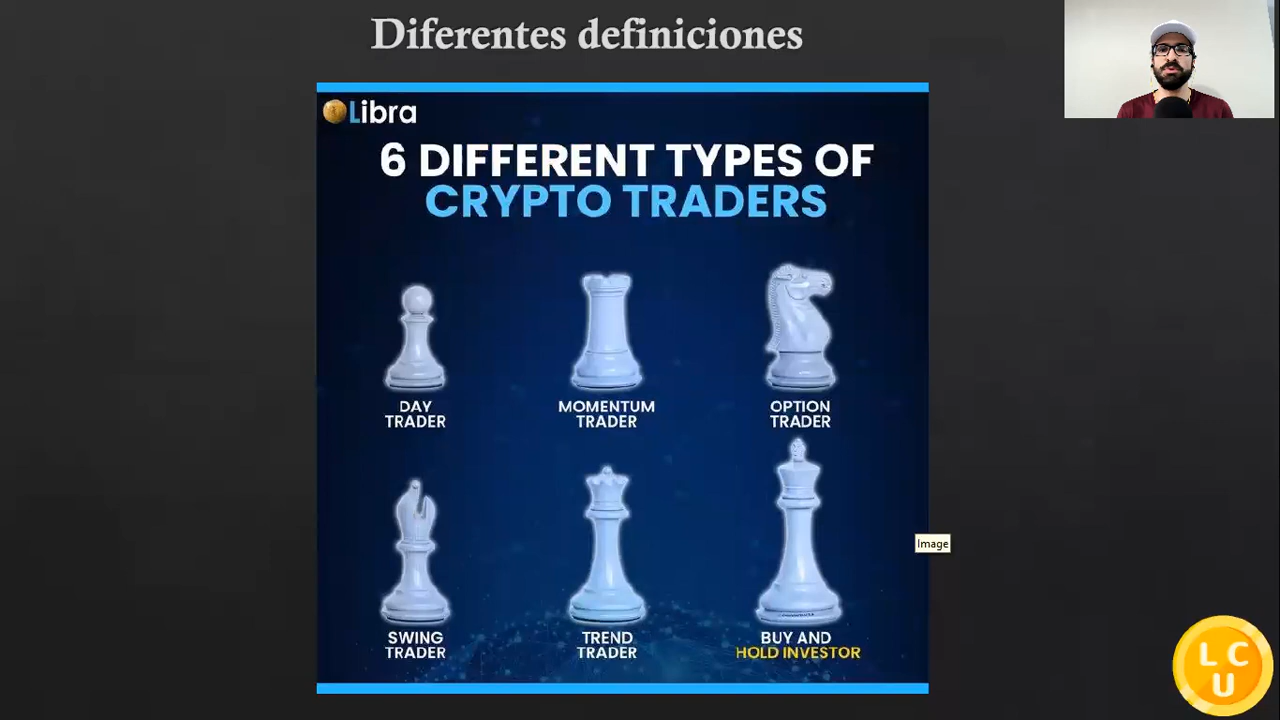 Diferentes definiciones
Libra
6 DIFFERENT TYPES OF
CRYPTO TRADERS
DAY
TRADER
MOMENTUM
TRADER
OPTION
TRADER
SWING
TRADER
TREND
TRADER
BUY AND
HOLD INVESTOR
Image
L C
U